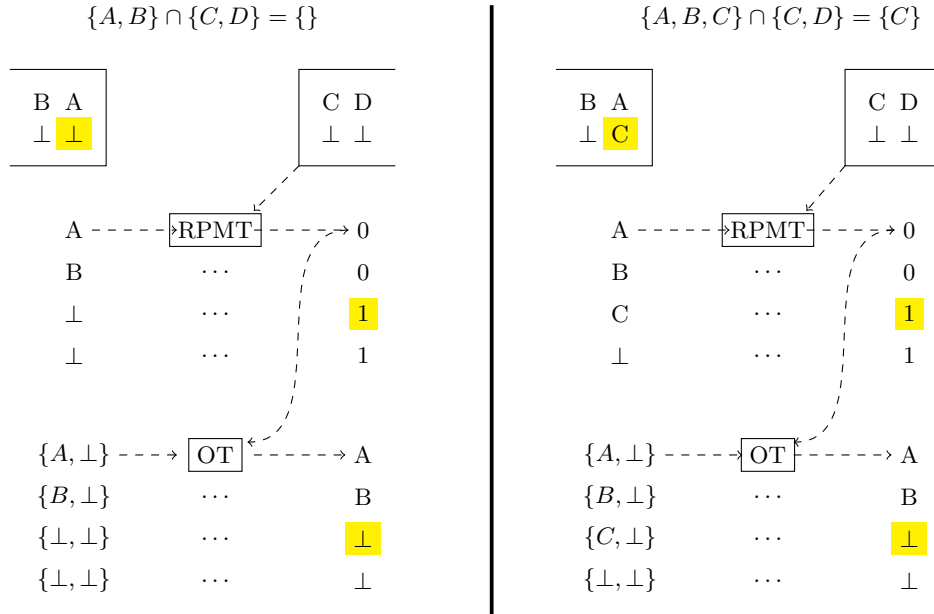 {A, B} ∩ {C, D} = {}
B A
⊥ ⊥
C D
⊥ ⊥
A RPMT 0
B ··· 0
⊥ ··· 1
⊥ ··· 1
{A, ⊥} OT A
{B, ⊥} ··· B
{⊥, ⊥} ··· ⊥
{⊥, ⊥} ··· ⊥
{A, B, C} ∩ {C, D} = {C}
B A
⊥ C
C D
⊥ ⊥
A RPMT 0
B ··· 0
C ··· 1
⊥ ··· 1
{A, ⊥} OT A
{B, ⊥} ··· B
{C, ⊥} ··· ⊥
{⊥, ⊥} ··· ⊥